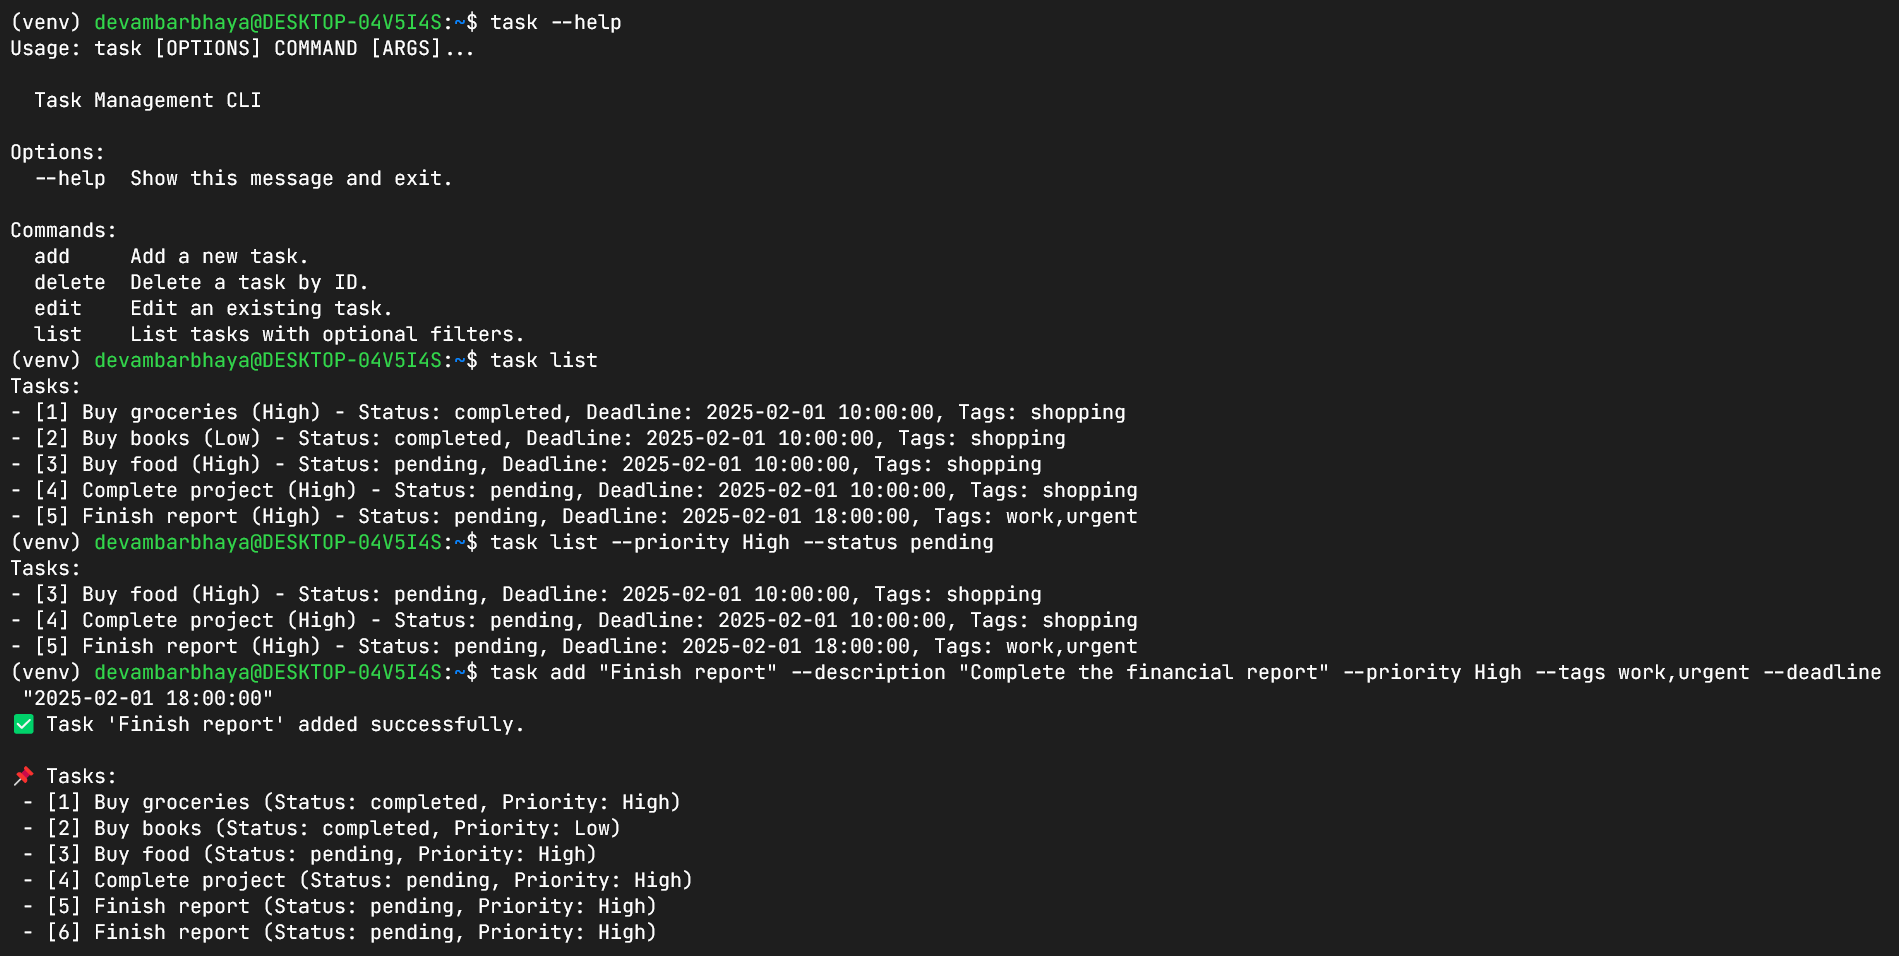 (venv) devambarbhaya@DESKTOP-04V5I4S:~$ task --help
Usage: task [OPTIONS] COMMAND [ARGS]...
Task Management CLI
Options:
--help  Show this message and exit.
Commands:
add     Add a new task.
delete  Delete a task by ID.
edit    Edit an existing task.
list    List tasks with optional filters.
(venv) devambarbhaya@DESKTOP-04V5I4S:~$ task list
Tasks:
- [1] Buy groceries (High) - Status: completed, Deadline: 2025-02-01 10:00:00, Tags: shopping
- [2] Buy books (Low) - Status: completed, Deadline: 2025-02-01 10:00:00, Tags: shopping
- [3] Buy food (High) - Status: pending, Deadline: 2025-02-01 10:00:00, Tags: shopping
- [4] Complete project (High) - Status: pending, Deadline: 2025-02-01 10:00:00, Tags: shopping
- [5] Finish report (High) - Status: pending, Deadline: 2025-02-01 18:00:00, Tags: work,urgent
(venv) devambarbhaya@DESKTOP-04V5I4S:~$ task list --priority High --status pending
Tasks:
- [3] Buy food (High) - Status: pending, Deadline: 2025-02-01 10:00:00, Tags: shopping
- [4] Complete project (High) - Status: pending, Deadline: 2025-02-01 10:00:00, Tags: shopping
- [5] Finish report (High) - Status: pending, Deadline: 2025-02-01 18:00:00, Tags: work,urgent
(venv) devambarbhaya@DESKTOP-04V5I4S:~$ task add "Finish report" --description "Complete the financial report" --priority High --tags work,urgent --deadline
"2025-02-01 18:00:00"
✅ Task 'Finish report' added successfully.
📌 Tasks:
- [1] Buy groceries (Status: completed, Priority: High)
- [2] Buy books (Status: completed, Priority: Low)
- [3] Buy food (Status: pending, Priority: High)
- [4] Complete project (Status: pending, Priority: High)
- [5] Finish report (Status: pending, Priority: High)
- [6] Finish report (Status: pending, Priority: High)